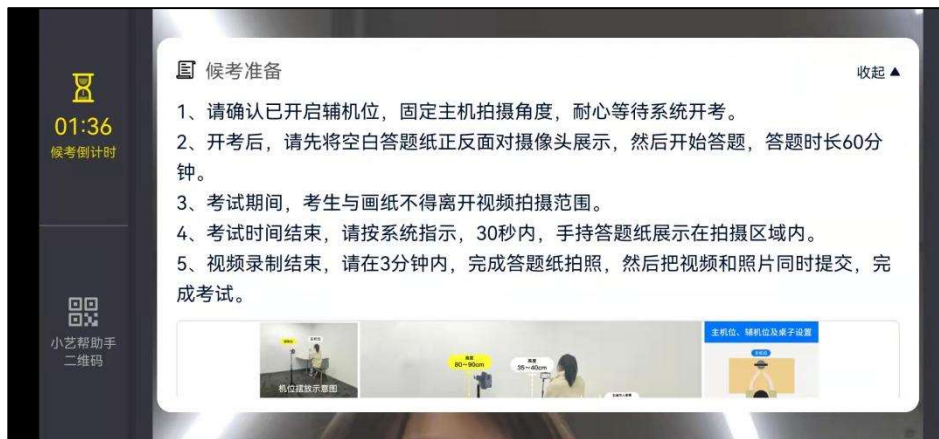 01:36
候考倒计时
小艺帮助手
二维码
候考准备
收起▲
1、请确认已开启辅机位，固定主机拍摄角度，耐心等待系统开考。
2、开考后，请先将空白答题纸正反面对摄像头展示，然后开始答题，答题时长60分
钟。
3、考试期间，考生与画纸不得离开视频拍摄范围。
4、考试时间结束，请按系统指示，30秒内，手持答题纸展示在拍摄区域内。
5、视频录制结束，请在3分钟内，完成答题纸拍照，然后把视频和照片同时提交，完
成考试。
机位摆放示意图
高度
80~90cm
高度
35~40cm
主机位、辅机位及桌子设置